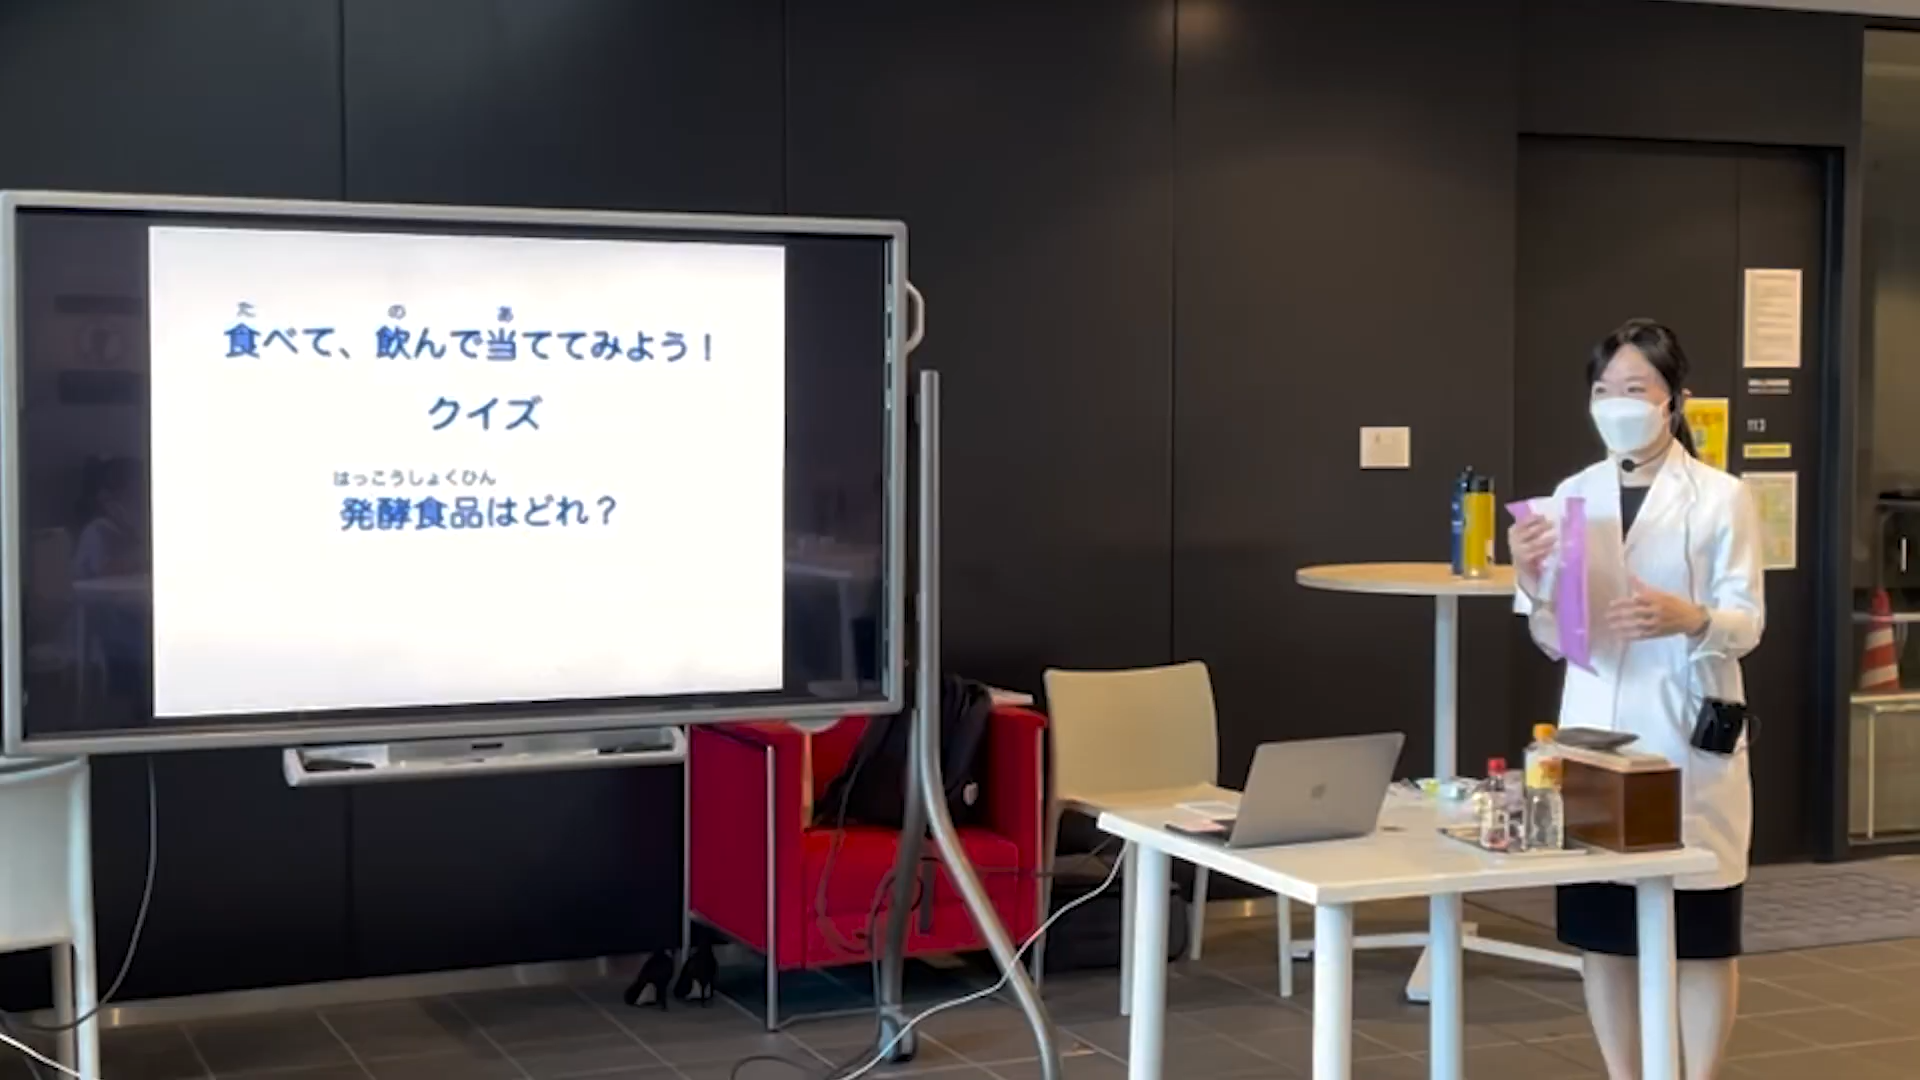 た の あ
食べて、飲んで当ててみよう！
クイズ
はっこうしょくひん
発酵食品はどれ？
113